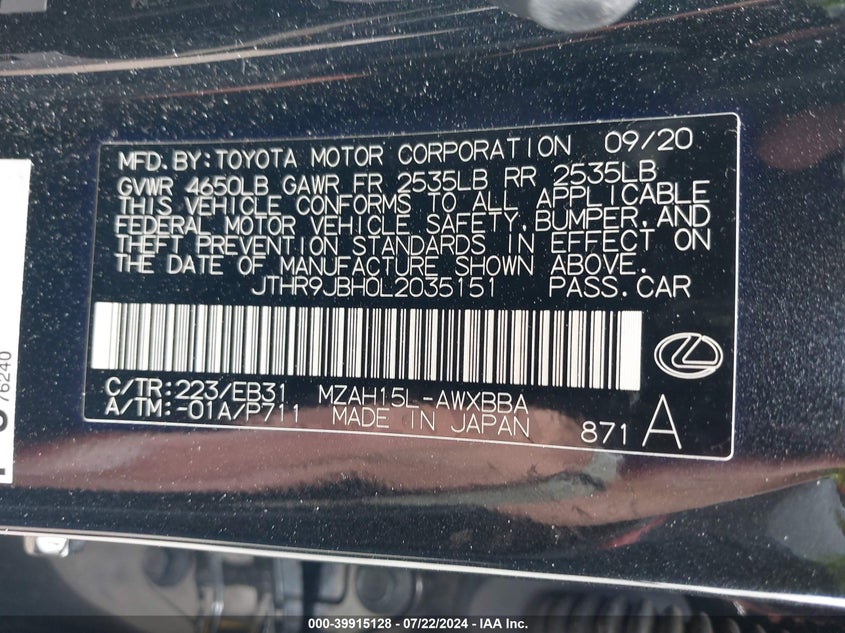 MFD.BY:TOYOTA MOTOR CORPORATION 09/20
GVWR 4650LB GAWR FR 2535LB RR 2535LB
THIS VEHICLE CONFORMS TO ALL APPLICABLE
FEDERAL MOTOR VEHICLE SAFETY,BUMPER,AND
THEFT PREVENTION STANDARDS IN EFFECT ON
THE DATE OF MANUFACTURE SHOWN ABOVE.
JTHR9JBH0L2035151 PASS.CAR
C/TR:223/EB31 MZAH15L-AWXBBA
A/TM:-01A/P711 MADE IN JAPAN 871 A
76240
000-39915128 - 07/22/2024 - IAA Inc.